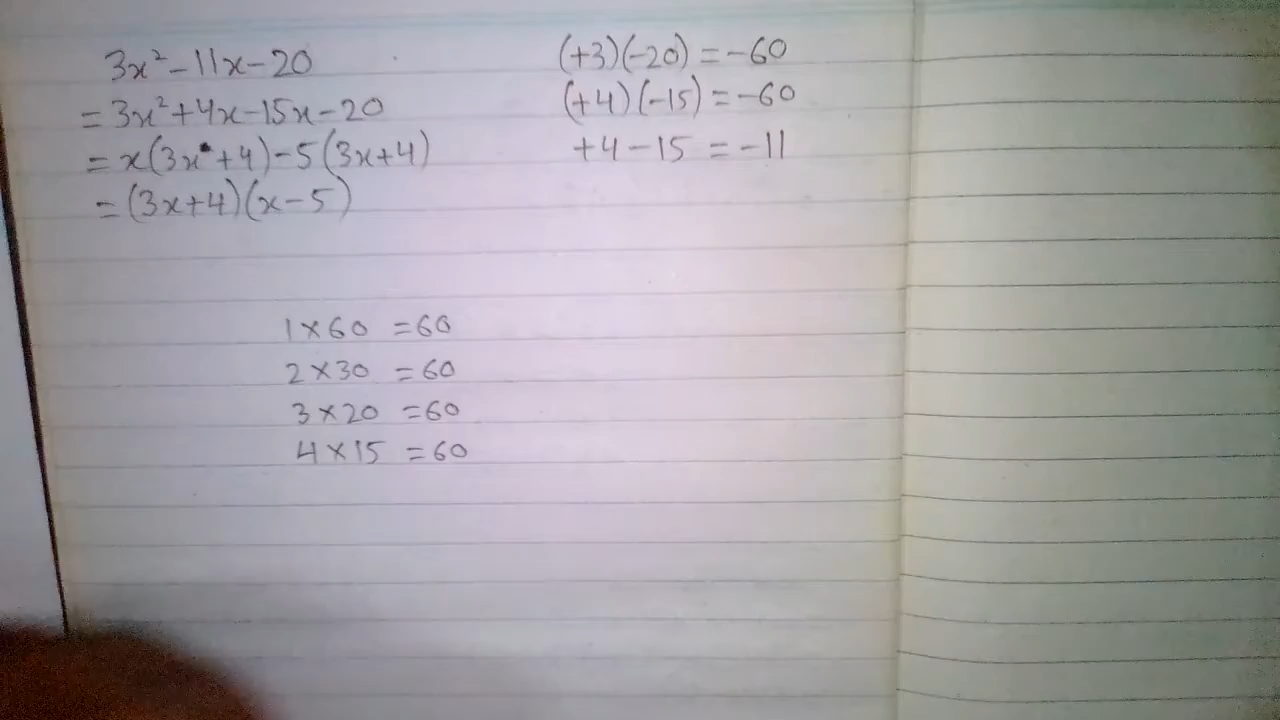 3x² - 11x - 20
= 3x² + 4x - 15x - 20
= x(3x + 4) - 5(3x + 4)
= (3x + 4)(x - 5)
(+3)(-20) = -60
(+4)(-15) = -60
+4 - 15 = -11
1 × 60 = 60
2 × 30 = 60
3 × 20 = 60
4 × 15 = 60